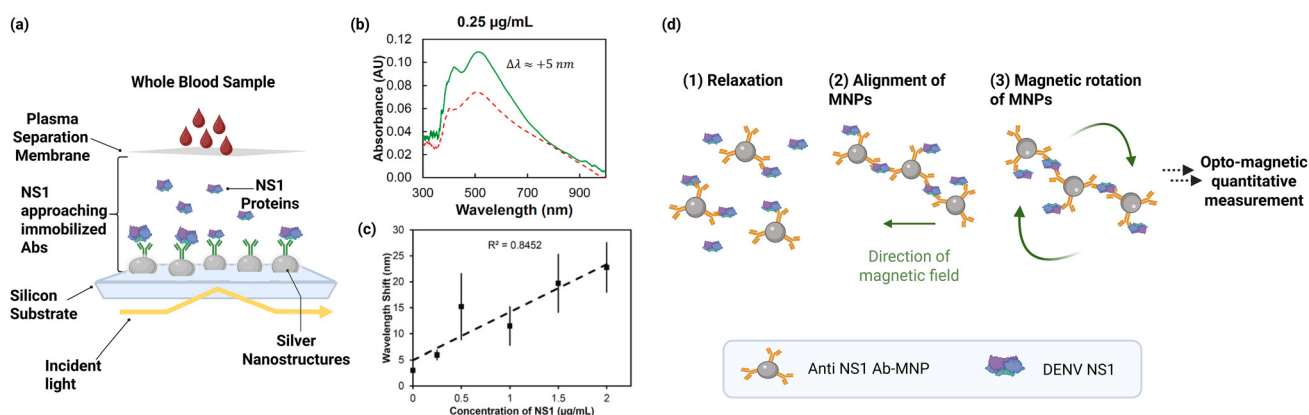 (a)
Whole Blood Sample
Plasma
Separation
Membrane
NS1
approaching
immobilized
Abs
NS1
Proteins
Silicon
Substrate
Incident
light
Silver
Nanostructures
(b)
0.25 µg/mL
Absorbance (AU)
0.12
0.10
0.08
0.06
0.04
0.02
0.00
Δλ ≈ +5 nm
300
500
700
900
Wavelength (nm)
(c)
Wavelength Shift (nm)
30
25
20
15
10
5
0
R² = 0.8452
0
0.5
1
1.5
2
Concentration of NS1 (µg/mL)
(d)
(1) Relaxation
(2) Alignment of
MNPs
(3) Magnetic rotation
of MNPs
Direction of
magnetic field
Opto-magnetic
quantitative
measurement
Anti NS1 Ab-MNP
DENV NS1